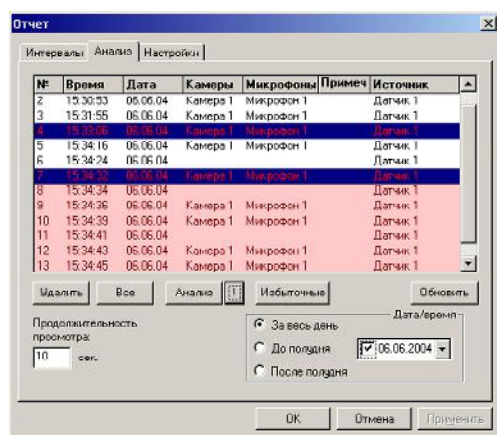 Отчет
Интервалы Анализ Настройки
№ Время Дата Камеры Микрофоны Примеч Источник
2 15:30:53 06.06.04 Камера 1 Микрофон 1 Датчик 1
3 15:31:55 06.06.04 Камера 1 Микрофон 1 Датчик 1
4 15:33:06 06.06.04 Камера 1 Микрофон 1 Датчик 1
5 15:34:16 06.06.04 Камера 1 Микрофон 1 Датчик 1
6 15:34:24 06.06.04 Датчик 1
7 15:34:32 06.06.04 Камера 1 Микрофон 1 Датчик 1
8 15:34:34 06.06.04 Датчик 1
9 15:34:36 06.06.04 Камера 1 Микрофон 1 Датчик 1
10 15:34:39 06.06.04 Камера 1 Микрофон 1 Датчик 1
11 15:34:41 06.06.04 Датчик 1
12 15:34:43 06.06.04 Камера 1 Микрофон 1 Датчик 1
13 15:34:45 06.06.04 Камера 1 Микрофон 1 Датчик 1
Удалить Все Анализ Избыточные Обновить
Продолжительность
просмотра:
10 сек.
Дата/время
За весь день
До полудня 06.06.2004
После полудня
OK Отмена Применить